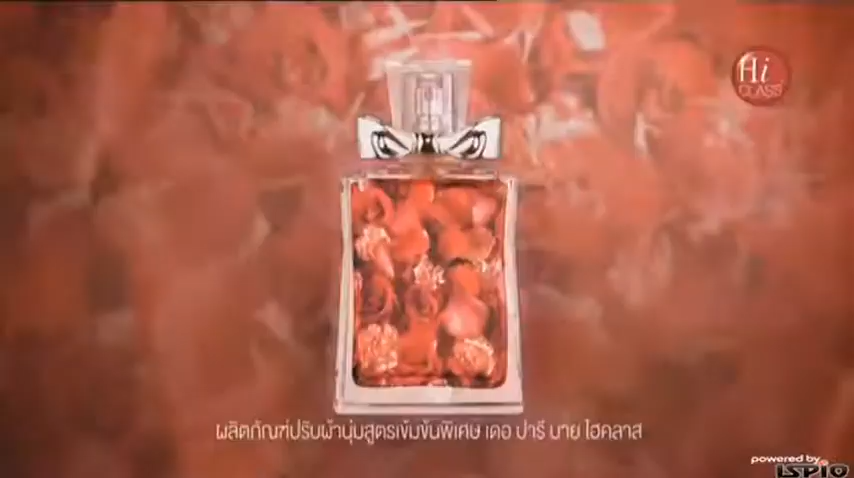 Hi
CLASS
ผลิตภัณฑ์ปรับผ้านุ่มสูตรเข้มข้นพิเศษ เดอ ปารี บาย ไฮคลาส
powered by
ISPIO